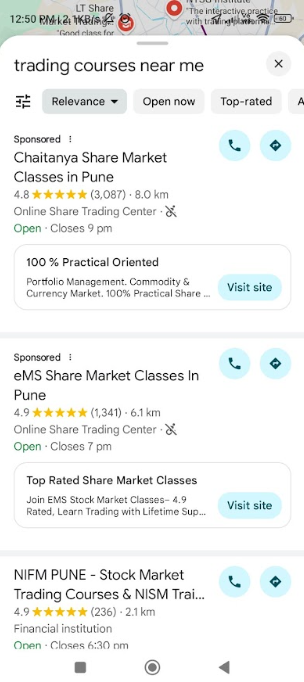 LT Share
Market Trading...
"Good class for
"The interactive practice
with trading platform
12:50 PM | 2.1KB/s
60
trading courses near me
Relevance
Open now
Top-rated
A
Sponsored
Chaitanya Share Market
Classes in Pune
4.8 (3,087) · 8.0 km
Online Share Trading Center ·
Open · Closes 9 pm
100 % Practical Oriented
Portfolio Management. Commodity &
Currency Market. 100% Practical Share ...
Visit site
Sponsored
eMS Share Market Classes In
Pune
4.9 (1,341) · 6.1 km
Online Share Trading Center ·
Open · Closes 7 pm
Top Rated Share Market Classes
Join EMS Stock Market Classes– 4.9
Rated, Learn Trading with Lifetime Sup...
Visit site
NIFM PUNE - Stock Market
Trading Courses & NISM Trai...
4.9 (236) · 2.1 km
Financial institution
Open · Closes 6:30 pm